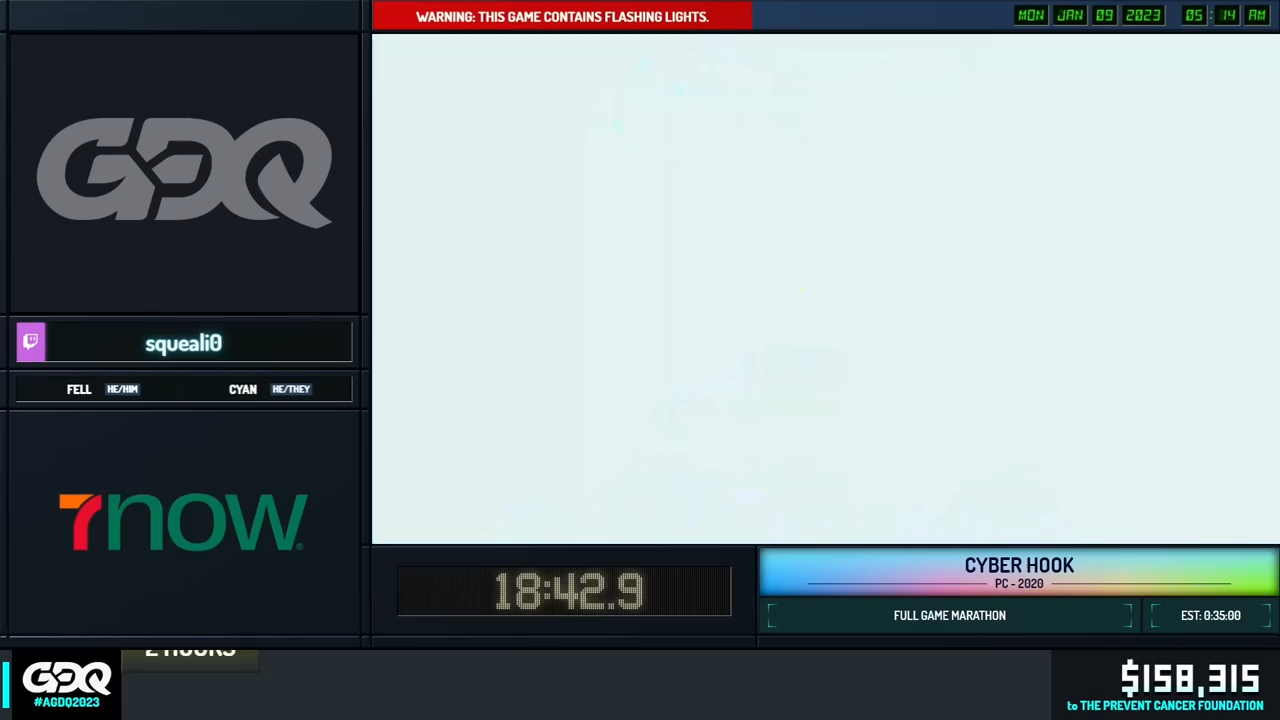 WARNING: THIS GAME CONTAINS FLASHING LIGHTS.
MON JAN 09 2023 05:14 AM
GDQ
squeali0
FELL HE/HIM CYAN HE/THEY
7NOW®
18:42.9
CYBER HOOK
PC - 2020
FULL GAME MARATHON
EST: 0:35:00
2 HOURS
GDQ
#AGDQ2023
$158,315
to THE PREVENT CANCER FOUNDATION